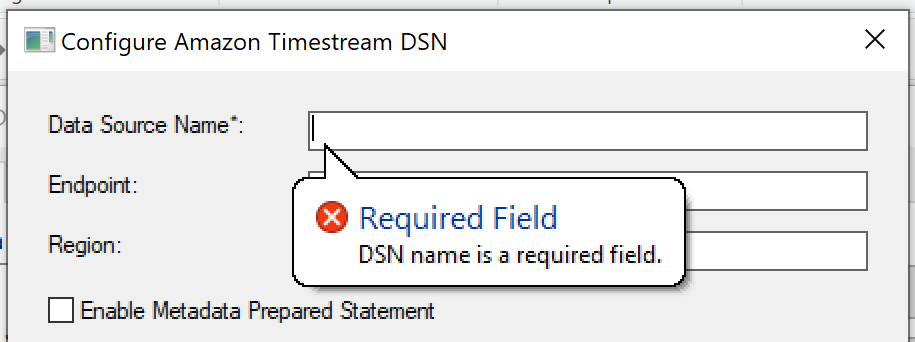 Configure Amazon Timestream DSN
Data Source Name*:
Endpoint:
Required Field
DSN name is a required field.
Region:
Enable Metadata Prepared Statement